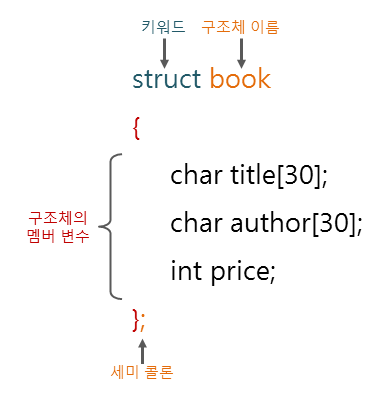 키워드 구조체 이름
struct book
{
char title[30];
char author[30];
int price;
구조체의
멤버 변수
};
세미 콜론